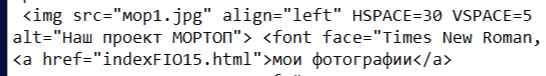 <img src="мор1.jpg" align="left" HSPACE=30 VSPACE=5
alt="Наш проект МОРТОП"> <font face="Times New Roman,
<a href="indexFIO15.html">мои фотографии</a>